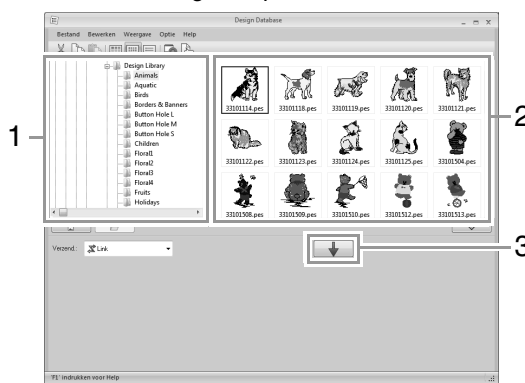 Design Database
Bestand Bewerken Weergave Optie Help
Design Library
Animals
Aquatic
Birds
Borders & Banners
Button Hole L
Button Hole M
Button Hole S
Children
Floral1
Floral2
Floral3
Floral4
Fruits
Holidays
33101114.pes 33101118.pes 33101119.pes 33101120.pes 33101121.pes
33101122.pes 33101123.pes 33101124.pes 33101125.pes 33101504.pes
33101508.pes 33101509.pes 33101510.pes 33101512.pes 33101513.pes
1
2
3
Verzend.: Link
'F1' indrukken voor Help